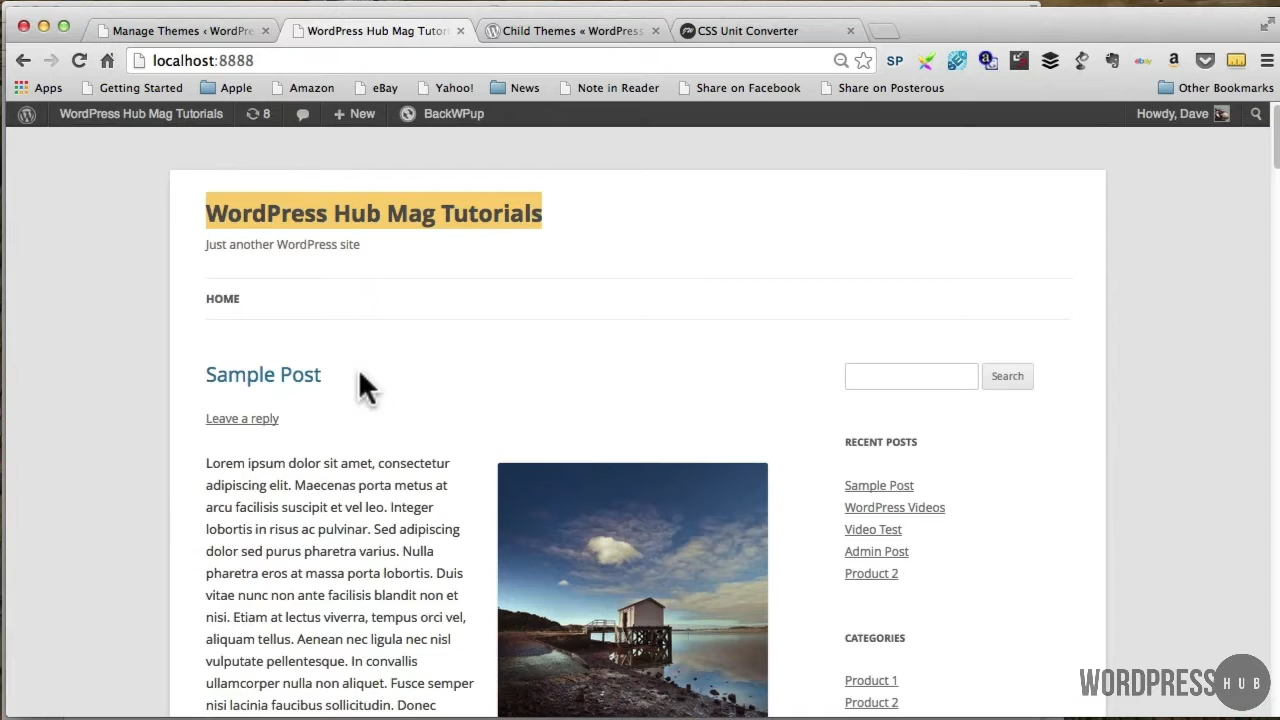 Manage Themes ‹ WordPre
WordPress Hub Mag Tutor
Child Themes « WordPress
CSS Unit Converter
localhost:8888
SP
ebay
a
Apps
Getting Started
Apple
Amazon
eBay
Yahoo!
News
Note in Reader
Share on Facebook
Share on Posterous
Other Bookmarks
WordPress Hub Mag Tutorials
8
New
BackWPup
Howdy, Dave
WordPress Hub Mag Tutorials
Just another WordPress site
HOME
Sample Post
Leave a reply
Lorem ipsum dolor sit amet, consectetur
adipiscing elit. Maecenas porta metus at
arcu facilisis suscipit et vel leo. Integer
lobortis in risus ac pulvinar. Sed adipiscing
dolor sed purus pharetra varius. Nulla
pharetra eros at massa porta lobortis. Duis
vitae nunc non ante facilisis blandit non et
nisi. Etiam at lectus viverra, tempus orci vel,
aliquam tellus. Aenean nec ligula nec nisl
vulputate pellentesque. In convallis
ullamcorper nulla non aliquet. Fusce semper
nisi lacinia faucibus sollicitudin. Donec
Search
RECENT POSTS
Sample Post
WordPress Videos
Video Test
Admin Post
Product 2
CATEGORIES
Product 1
Product 2
WORDPRESS HUB